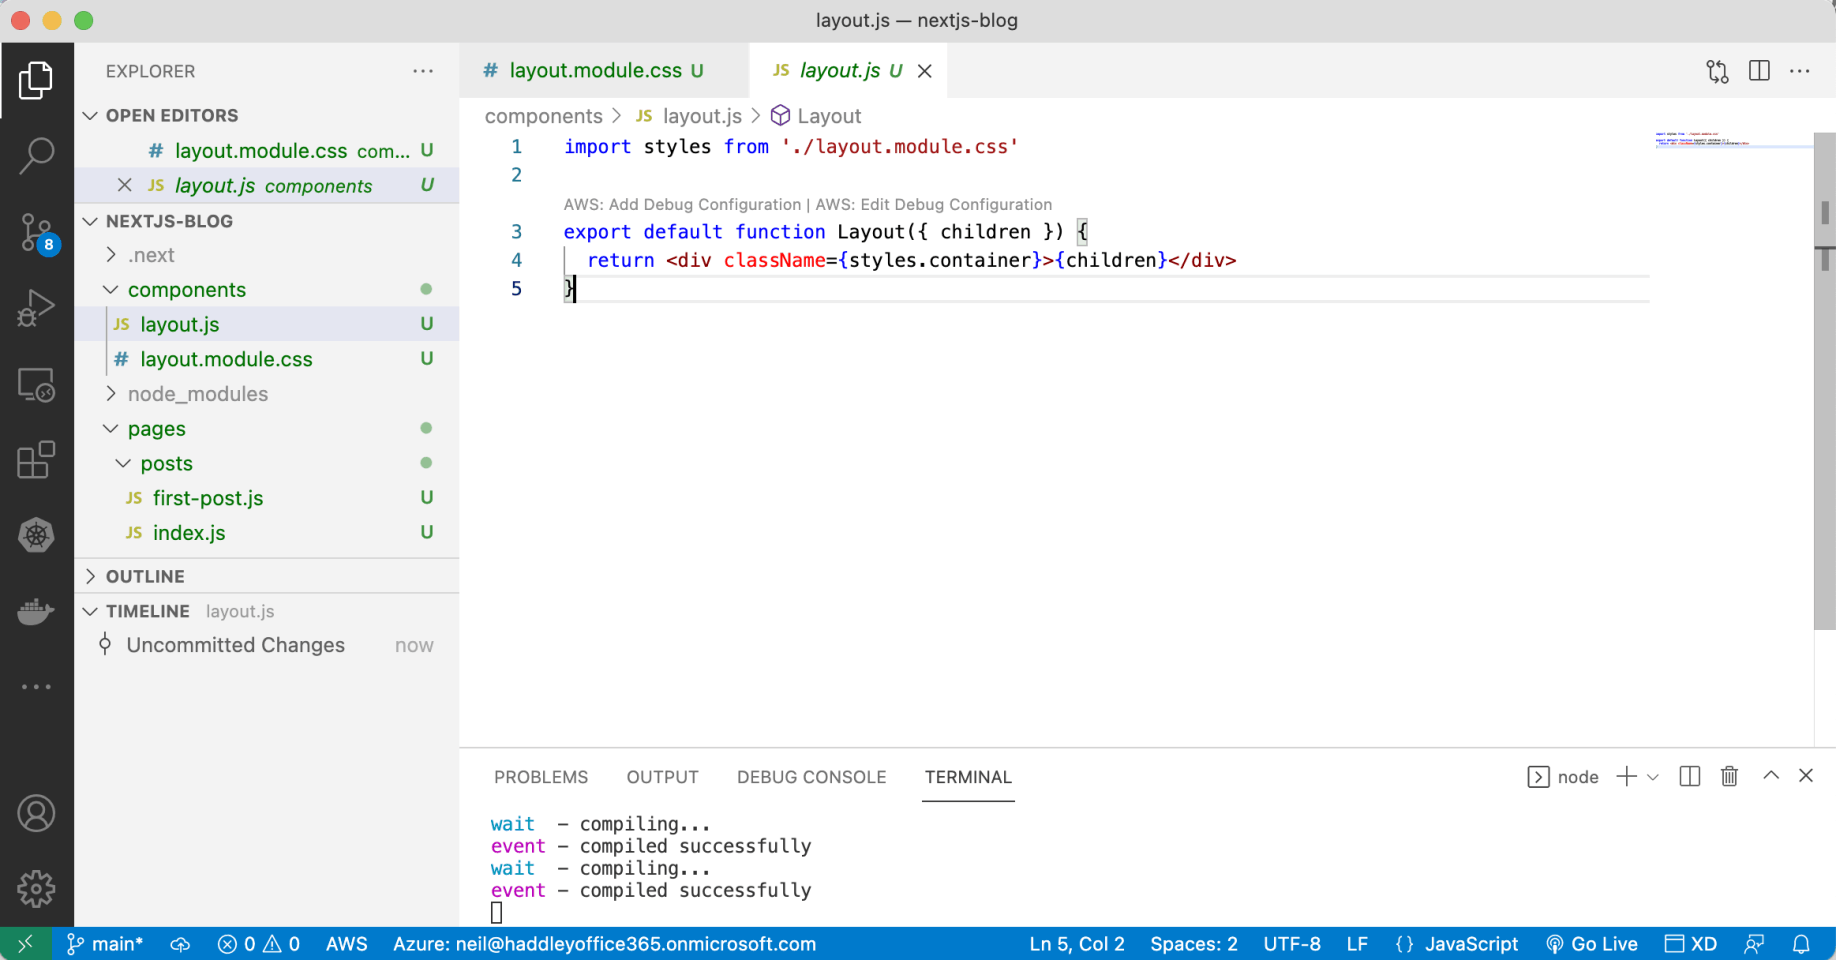 layout.js — nextjs-blog
EXPLORER
# layout.module.css U
JS layout.js U
OPEN EDITORS
# layout.module.css com... U
JS layout.js components U
NEXTJS-BLOG
.next
components
JS layout.js U
# layout.module.css U
node_modules
pages
posts
JS first-post.js U
JS index.js U
OUTLINE
TIMELINE layout.js
Uncommitted Changes now
8
components > JS layout.js > Layout
1 import styles from './layout.module.css'
2
AWS: Add Debug Configuration | AWS: Edit Debug Configuration
3 export default function Layout({ children }) {
4 return <div className={styles.container}>{children}</div>
5 }
PROBLEMS OUTPUT DEBUG CONSOLE TERMINAL
node
wait – compiling...
event – compiled successfully
wait – compiling...
event – compiled successfully
main* 0 0 AWS Azure: neil@haddleyoffice365.onmicrosoft.com Ln 5, Col 2 Spaces: 2 UTF-8 LF {} JavaScript Go Live XD